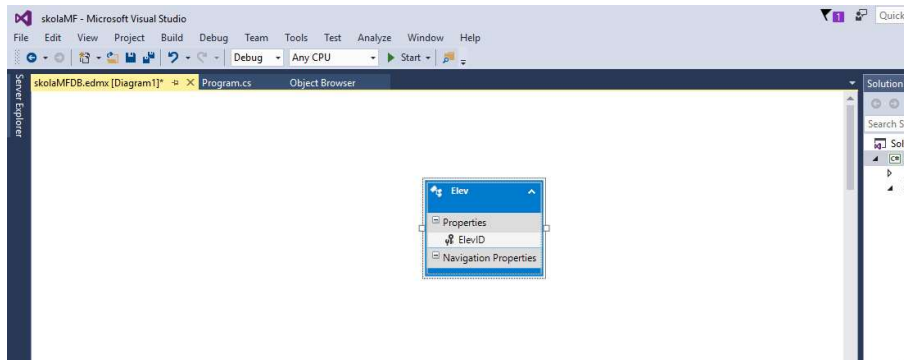 skolaMF - Microsoft Visual Studio
1
Quick
File Edit View Project Build Debug Team Tools Test Analyze Window Help
Debug Any CPU Start
Server Explorer
skolaMFDB.edmx [Diagram1]* Program.cs Object Browser
Solution
Search S
Sol
C#
Elev
Properties
ElevID
Navigation Properties